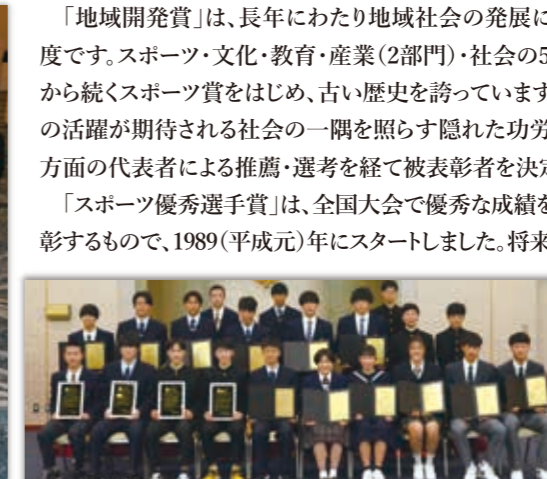 「地域開発賞」は、長年にわたり地域社会の発展に
度です。スポーツ・文化・教育・産業(2部門)・社会の5
から続くスポーツ賞をはじめ、古い歴史を誇っています
の活躍が期待される社会の一隅を照らす隠れた功労
方面の代表者による推薦・選考を経て被表彰者を決定
「スポーツ優秀選手賞」は、全国大会で優秀な成績を
彰するもので、1989(平成元)年にスタートしました。将来